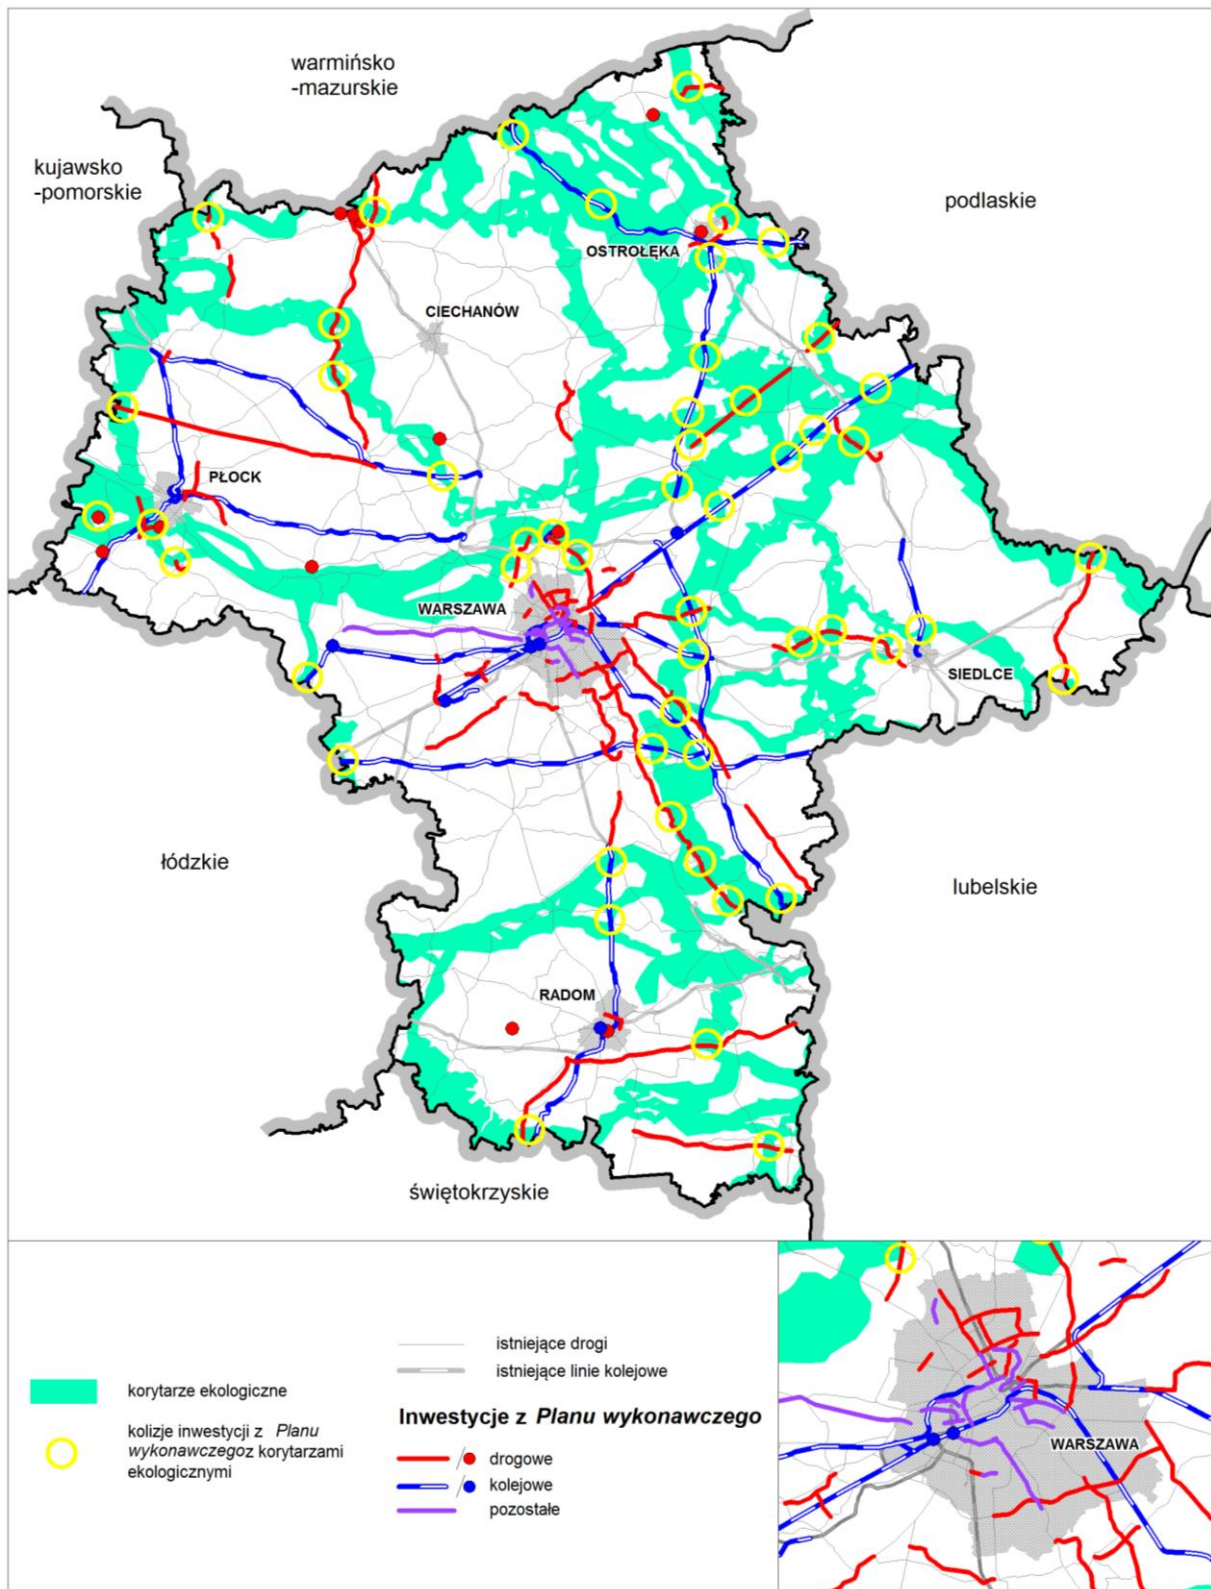 warmińsko
-mazurskie
kujawsko
-pomorskie
podlaskie
OSTROŁĘKA
CIECHANÓW
PŁOCK
WARSZAWA
SIEDLCE
łódzkie
lubelskie
RADOM
świętokrzyskie
istniejące drogi
istniejące linie kolejowe
korytarze ekologiczne
Inwestycje z Planu wykonawczego
kolizje inwestycji z Planu
wykonawczegoz korytarzami
ekologicznymi
drogowe
kolejowe
pozostałe
WARSZAWA